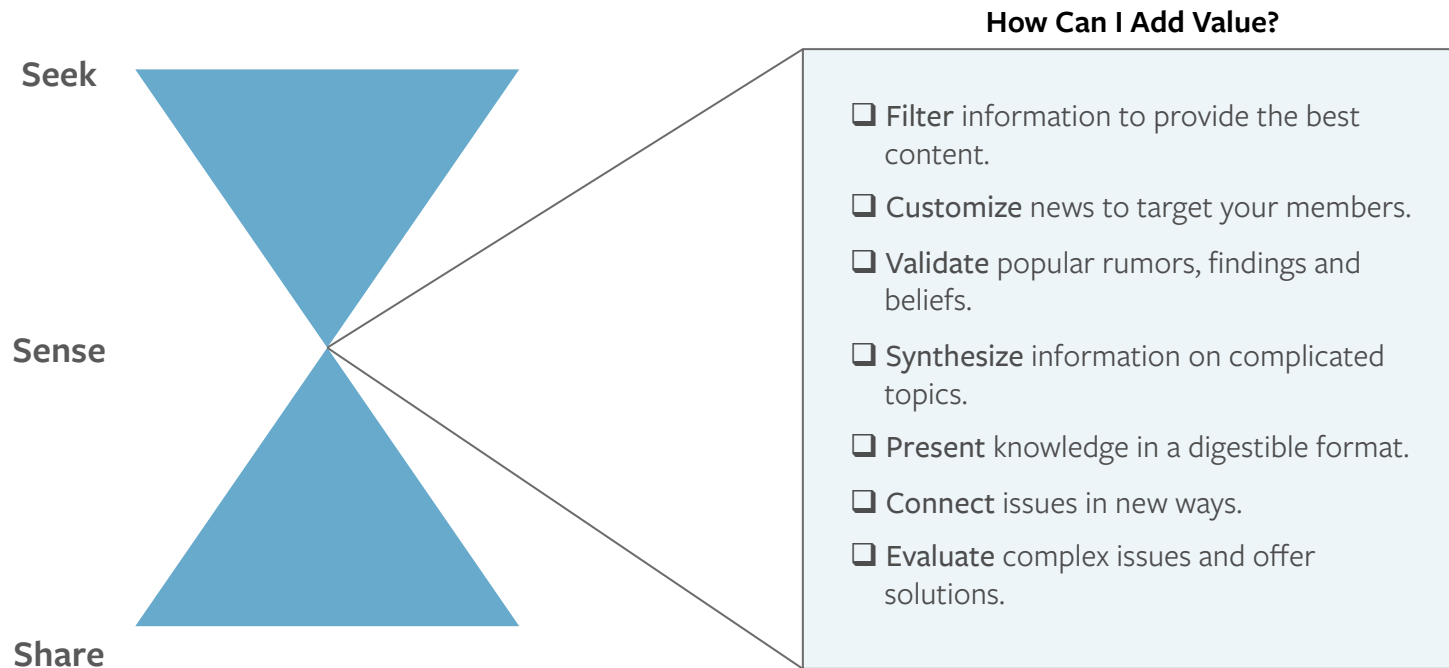 How Can I Add Value?
Seek
Sense
Share
❑ Filter information to provide the best
content.
❑ Customize news to target your members.
❑ Validate popular rumors, findings and
beliefs.
❑ Synthesize information on complicated
topics.
❑ Present knowledge in a digestible format.
❑ Connect issues in new ways.
❑ Evaluate complex issues and offer
solutions.